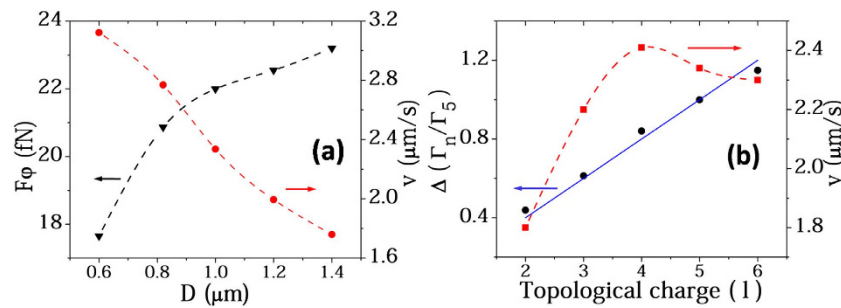 24
22
20
18
Fφ (fN)
0.6 0.8 1.0 1.2 1.4
D (μm)
3.2
2.8
2.4
2.0
1.6
v (μm/s)
(a)
1.2
0.8
0.4
Δ (Γn/Γ5)
2 3 4 5 6
Topological charge (l)
2.4
2.2
2.0
1.8
v (μm/s)
(b)